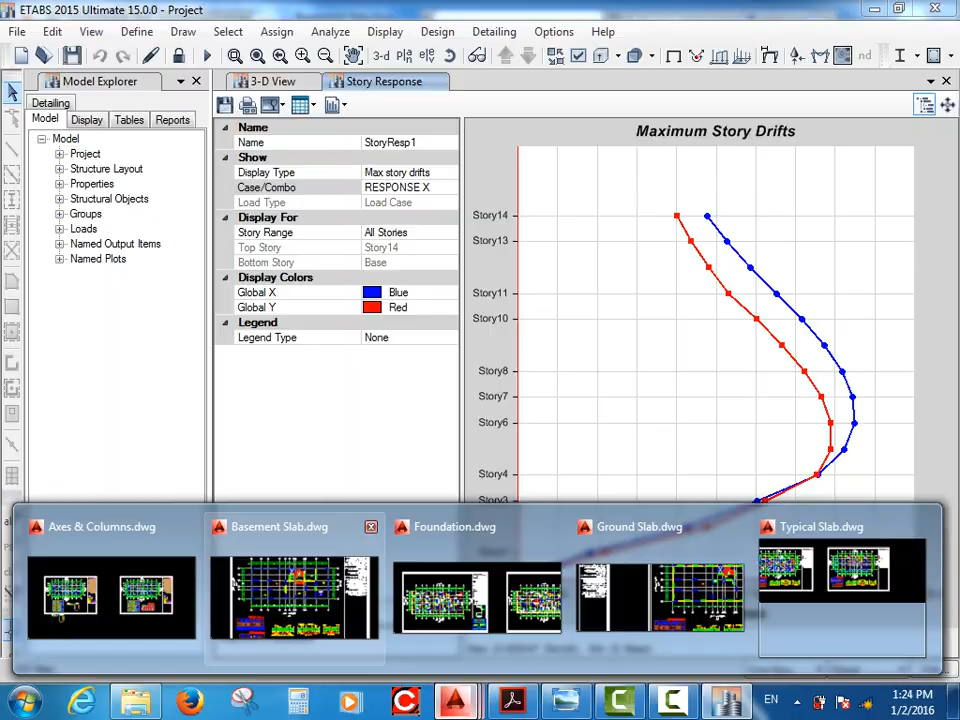 ETABS 2015 Ultimate 15.0.0 - Project
File Edit View Define Draw Select Assign Analyze Display Design Detailing Options Help
3-d
nd
Model Explorer
3-D View
Story Response
Detailing
Model Display Tables Reports
Model
Project
Structure Layout
Properties
Structural Objects
Groups
Loads
Named Output Items
Named Plots
Name
Name StoryResp1
Show
Display Type Max story drifts
Case/Combo RESPONSE X
Load Type Load Case
Display For
Story Range All Stories
Top Story Story14
Bottom Story Base
Display Colors
Global X Blue
Global Y Red
Legend
Legend Type None
Maximum Story Drifts
Story14
Story13
Story11
Story10
Story8
Story7
Story6
Story4
Story3
Axes & Columns.dwg
Basement Slab.dwg
Foundation.dwg
Ground Slab.dwg
Typical Slab.dwg
EN
1:24 PM
1/2/2016